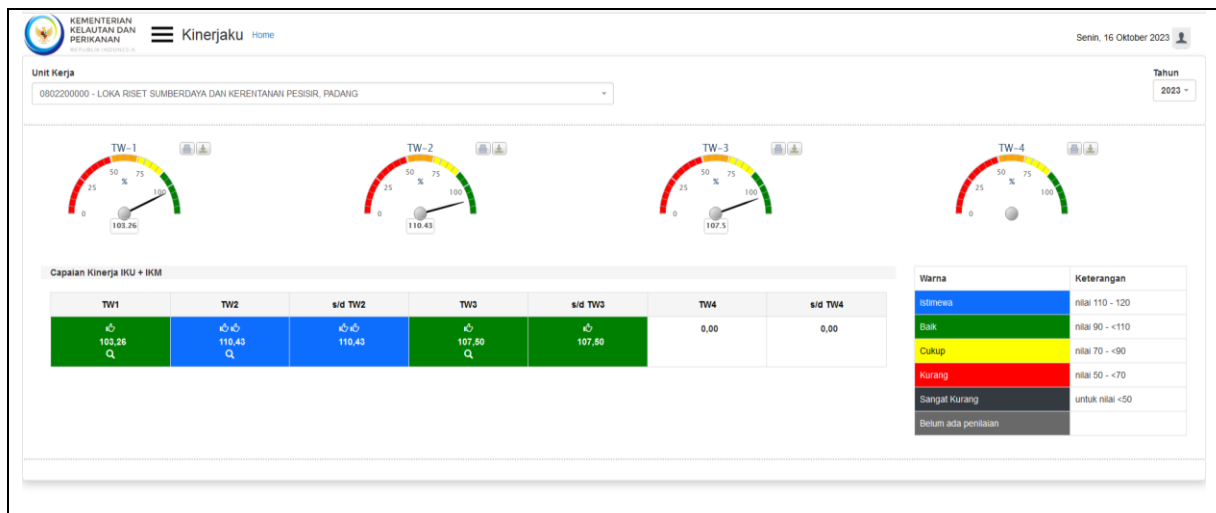 KEMENTERIAN
KELAUTAN DAN
PERIKANAN
REPUBLIK INDONESIA
Kinerjaku Home
Senin, 16 Oktober 2023
Unit Kerja
Tahun
0802200000 - LOKA RISET SUMBERDAYA DAN KERENTANAN PESISIR, PADANG
2023
TW-1
0 25 50 75 100
%
103.26
TW-2
0 25 50 75 100
%
110.43
TW-3
0 25 50 75 100
%
107.5
TW-4
0 25 50 75 100
%
Capaian Kinerja IKU + IKM
TW1 TW2 s/d TW2 TW3 s/d TW3 TW4 s/d TW4
103,26 110,43 110,43 107,50 107,50 0,00 0,00
Warna Keterangan
Istimewa nilai 110 - 120
Baik nilai 90 - <110
Cukup nilai 70 - <90
Kurang nilai 50 - <70
Sangat Kurang untuk nilai <50
Belum ada penilaian